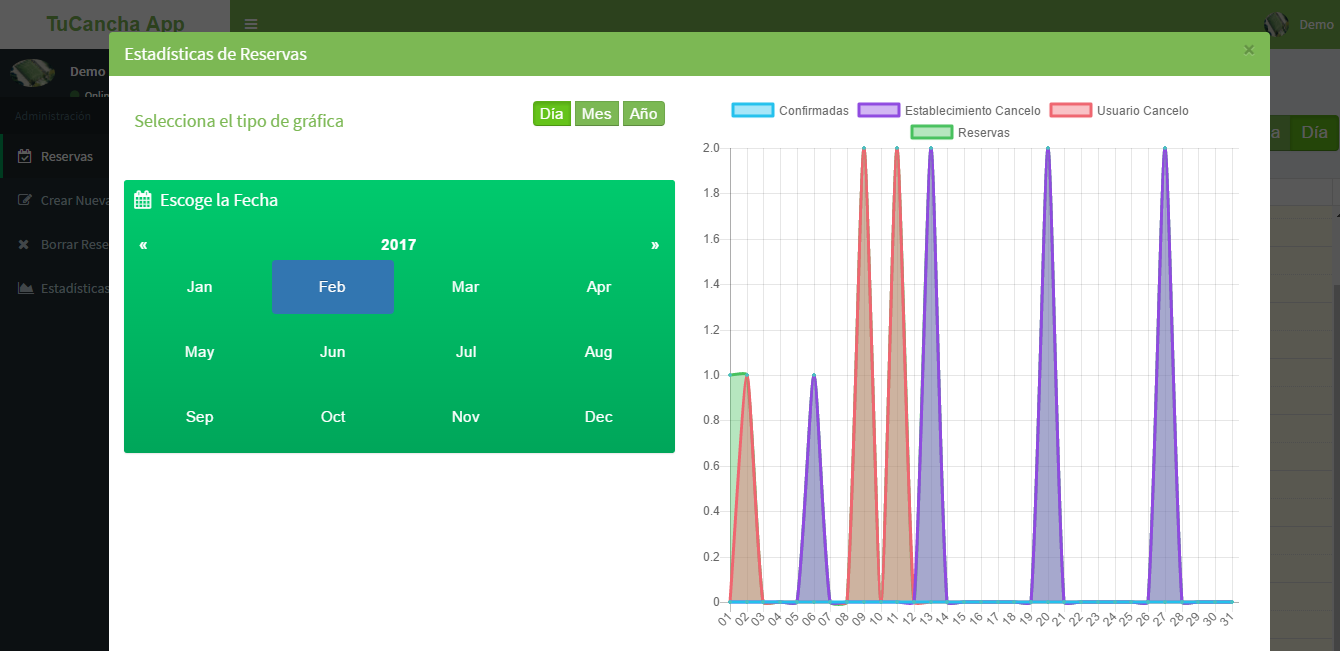 TuCancha App
Demo
Estadísticas de Reservas
×
Demo
Online
Administración
Reservas
Crear Nueva
Borrar Rese
Estadísticas
Selecciona el tipo de gráfica
Día Mes Año
Escoge la Fecha
« 2017 »
Jan Feb Mar Apr
May Jun Jul Aug
Sep Oct Nov Dec
Confirmadas Establecimiento Cancelo Usuario Cancelo
Reservas
2.0
1.8
1.6
1.4
1.2
1.0
0.8
0.6
0.4
0.2
0
01 02 03 04 05 06 07 08 09 10 11 12 13 14 15 16 17 18 19 20 21 22 23 24 25 26 27 28 29 30 31
a Día